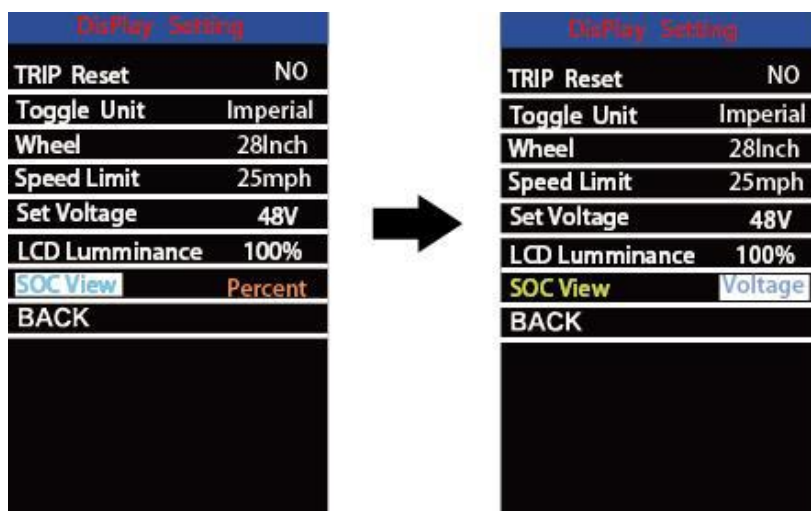 DisPlay Setting
TRIP Reset NO
Toggle Unit Imperial
Wheel 28Inch
Speed Limit 25mph
Set Voltage 48V
LCD Lumminance 100%
SOC View Percent
BACK
DisPlay Setting
TRIP Reset NO
Toggle Unit Imperial
Wheel 28Inch
Speed Limit 25mph
Set Voltage 48V
LCD Lumminance 100%
SOC View Voltage
BACK